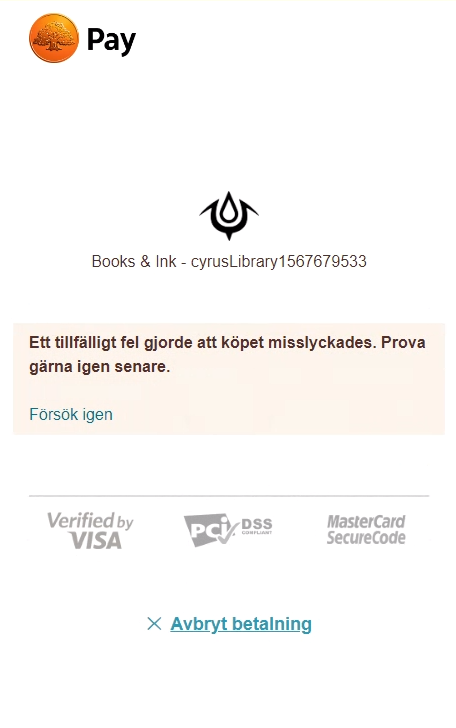 Pay
Books & Ink - cyrusLibrary1567679533
Ett tillfälligt fel gjorde att köpet misslyckades. Prova
gärna igen senare.
Försök igen
Verified by
VISA
PCI DSS
COMPLIANT
MasterCard
SecureCode
Avbryt betalning